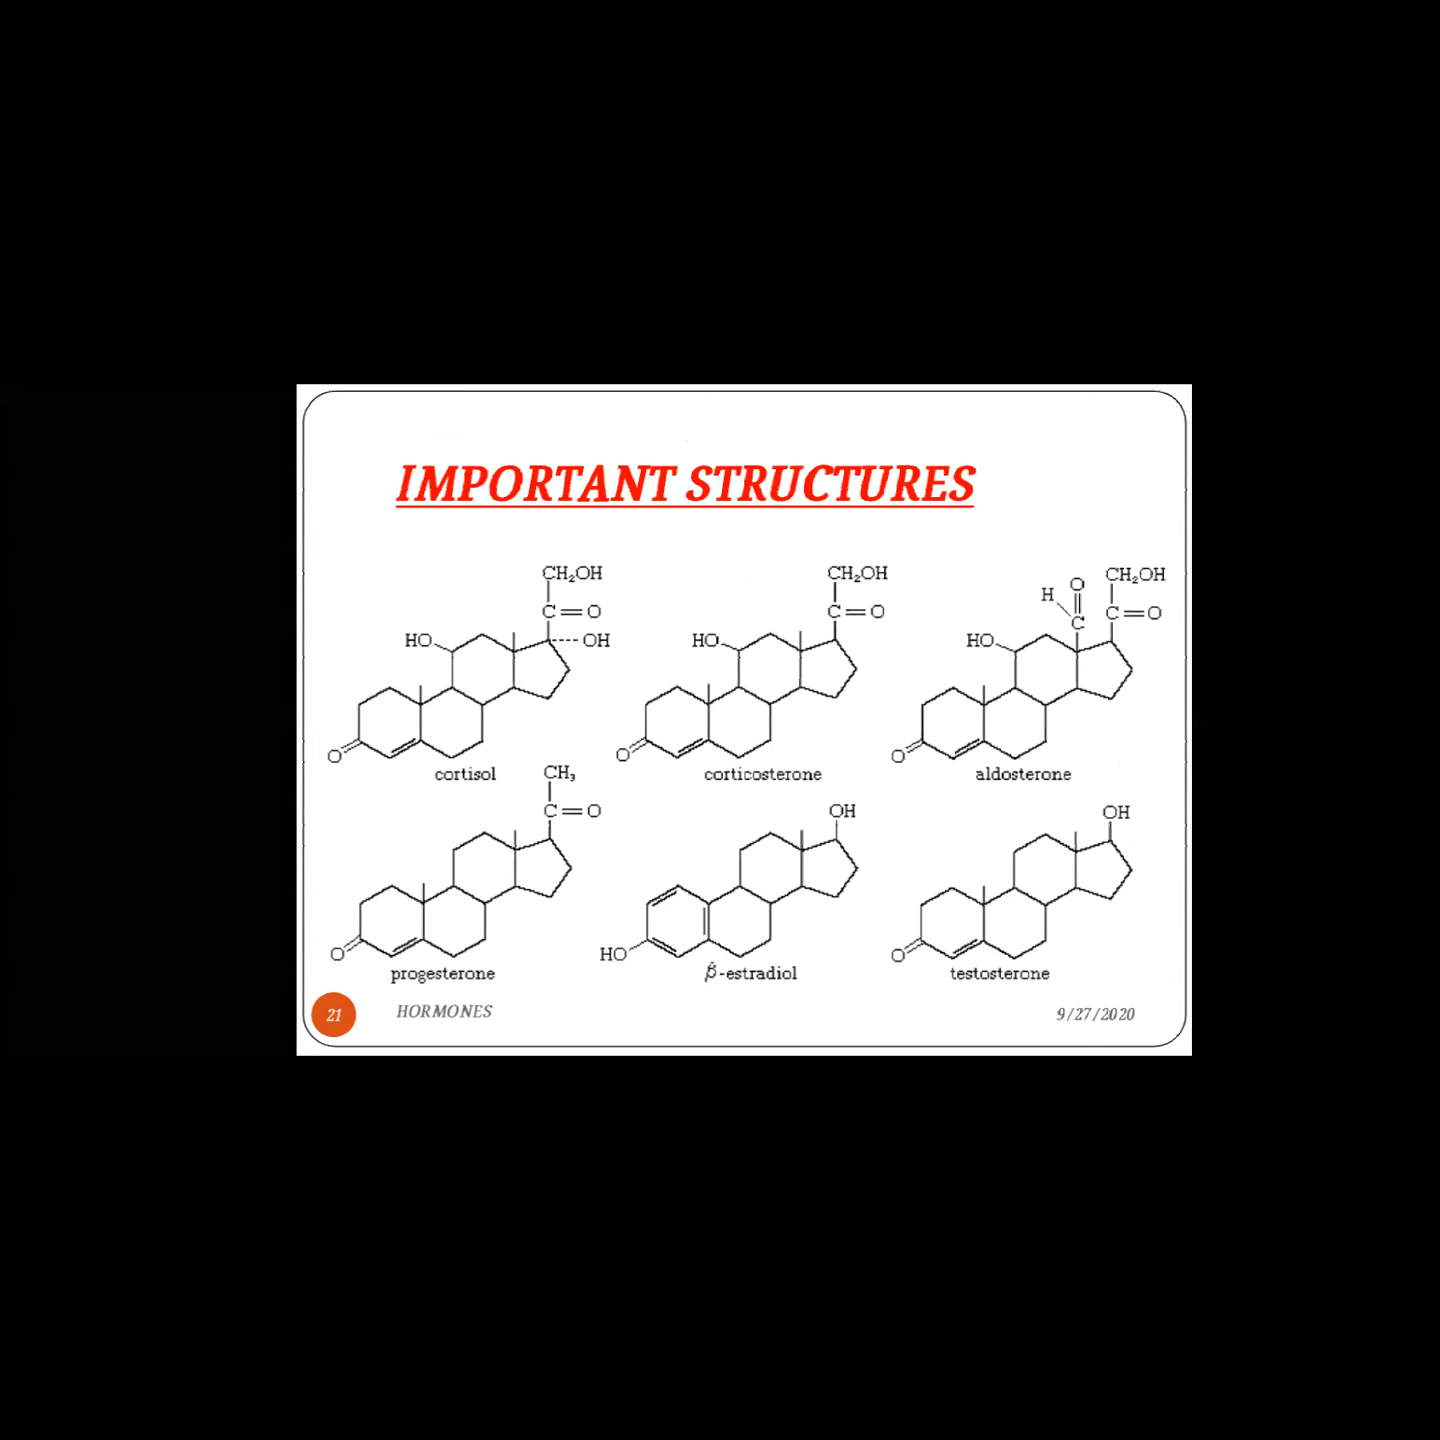 IMPORTANT STRUCTURES
CH₂OH
C=O
HO
OH
O
cortisol
CH₂OH
C=O
HO
O
corticosterone
O
H
C
CH₂OH
C=O
HO
O
aldosterone
CH₃
C=O
O
progesterone
OH
HO
β-estradiol
OH
O
testosterone
21
HORMONES
9/27/2020